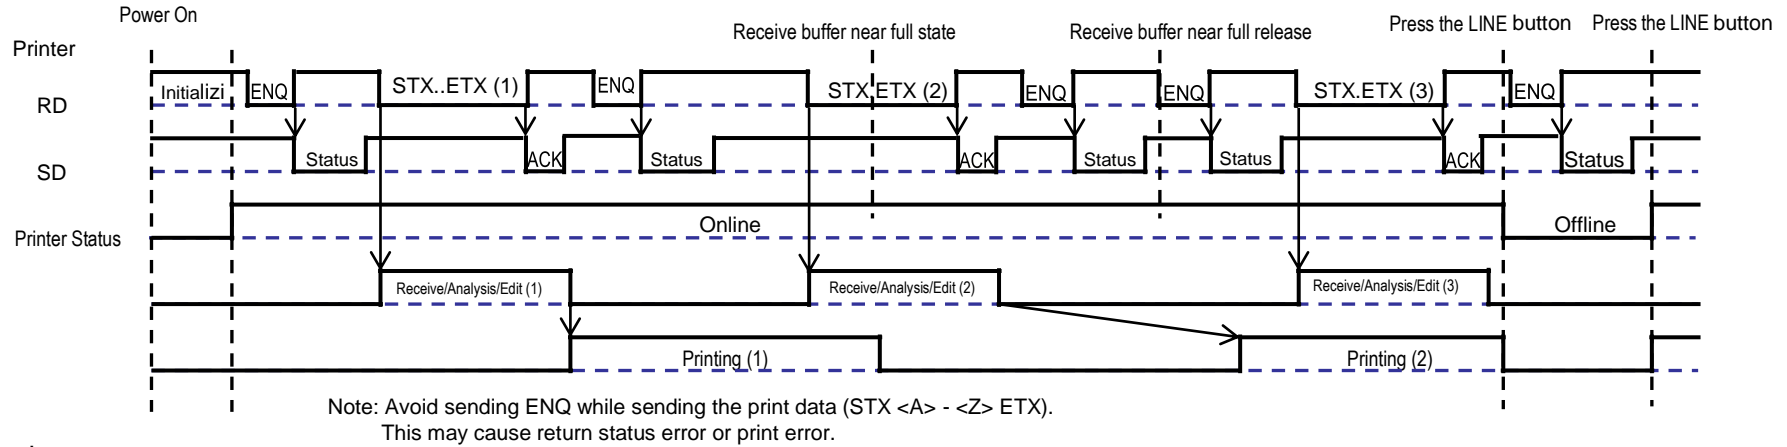 Power On
Receive buffer near full state
Receive buffer near full release
Press the LINE button
Press the LINE button
Printer
RD
Initializi
ENQ
STX..ETX (1)
ENQ
STX.ETX (2)
ENQ
ENQ
STX.ETX (3)
ENQ
SD
Status
ACK
Status
ACK
Status
Status
ACK
Status
Printer Status
Online
Offline
Receive/Analysis/Edit (1)
Receive/Analysis/Edit (2)
Receive/Analysis/Edit (3)
Printing (1)
Printing (2)
Note: Avoid sending ENQ while sending the print data (STX <A> - <Z> ETX).
This may cause return status error or print error.